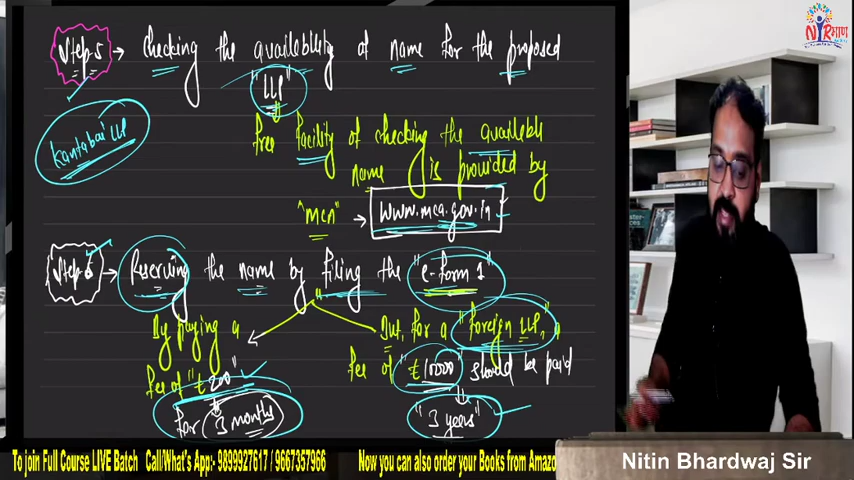 Step-5 → checking the availability of name for the proposed
"LLP"
Kantabai LLP
free facility of checking the available
name is provided by
"MCA" → www.mca.gov.in
Step-6 → Reserving the name by filing the "e-form 1"
By paying a
But, for a "foreign LLP", a
fee of "₹ 200"
fee of "₹ 10000" should be paid
for 3 months
"3 years"
NIRमाण
To join Full Course LIVE Batch Call/What's App:- 9899927617 / 9667357966 Now you can also order your Books from Amazo
Nitin Bhardwaj Sir